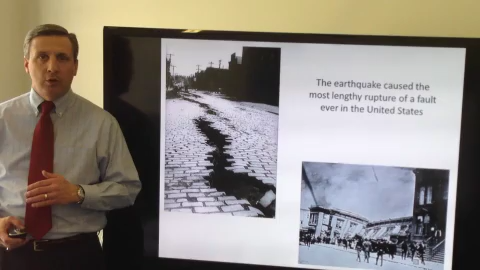 The earthquake caused the
most lengthy rupture of a fault
ever in the United States